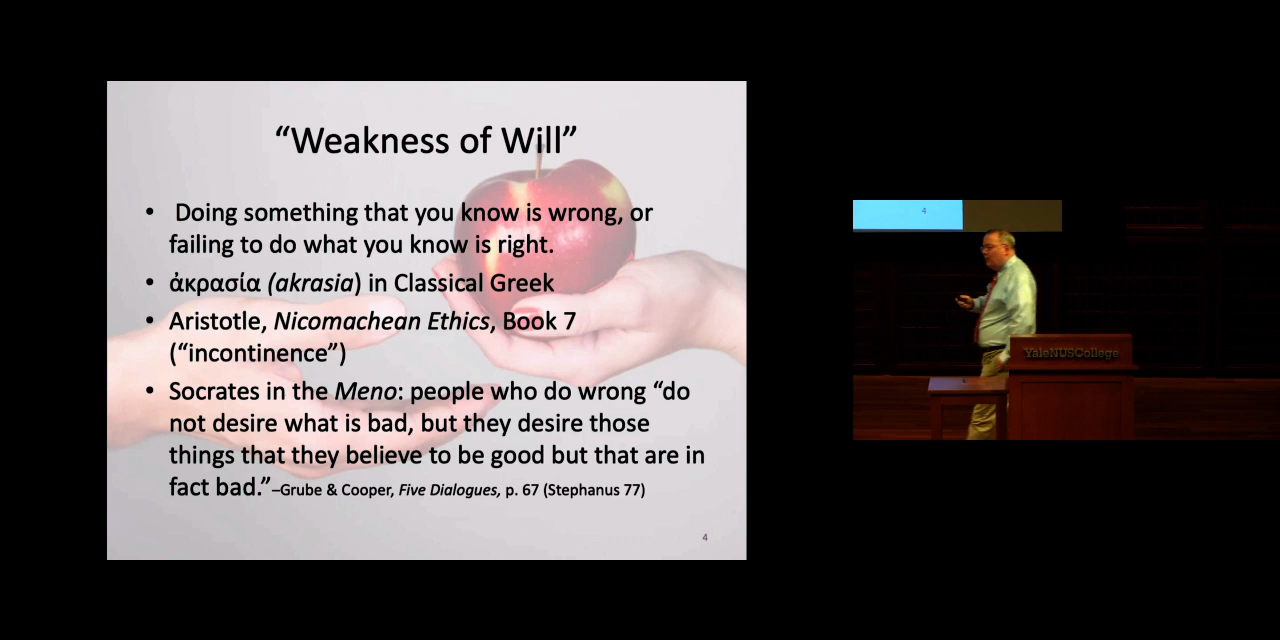 “Weakness of Will”
• Doing something that you know is wrong, or
failing to do what you know is right.
• ἀκρασία (akrasia) in Classical Greek
• Aristotle, Nicomachean Ethics, Book 7
(“incontinence”)
• Socrates in the Meno: people who do wrong “do
not desire what is bad, but they desire those
things that they believe to be good but that are in
fact bad.”–Grube & Cooper, Five Dialogues, p. 67 (Stephanus 77)
4
4
YaleNUSCollege